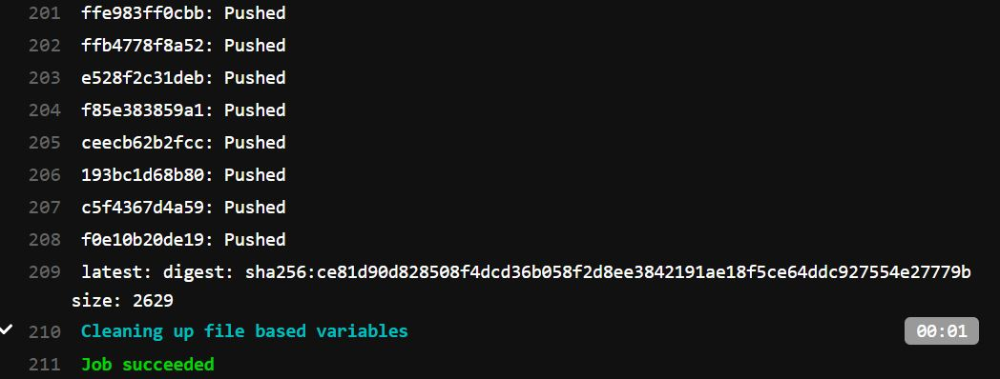 201 ffe983ff0cbb: Pushed
202 ffb4778f8a52: Pushed
203 e528f2c31deb: Pushed
204 f85e383859a1: Pushed
205 ceecb62b2fcc: Pushed
206 193bc1d68b80: Pushed
207 c5f4367d4a59: Pushed
208 f0e10b20de19: Pushed
209 latest: digest: sha256:ce81d90d828508f4dcd36b058f2d8ee3842191ae18f5ce64ddc927554e27779b
size: 2629
210 Cleaning up file based variables 00:01
211 Job succeeded